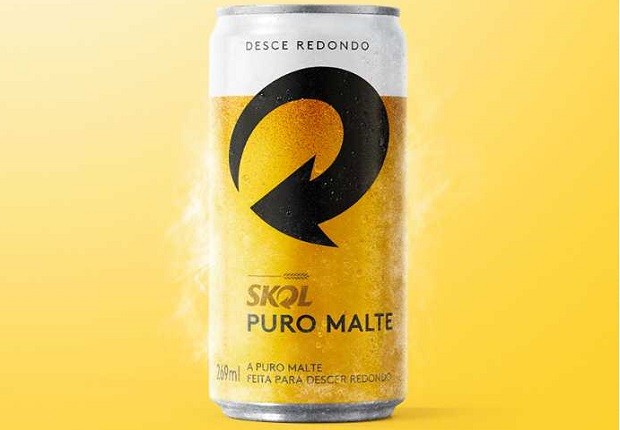 DESCE REDONDO
SKOL
PURO MALTE
269ml
A PURO MALTE
FEITA PARA DESCER REDONDO